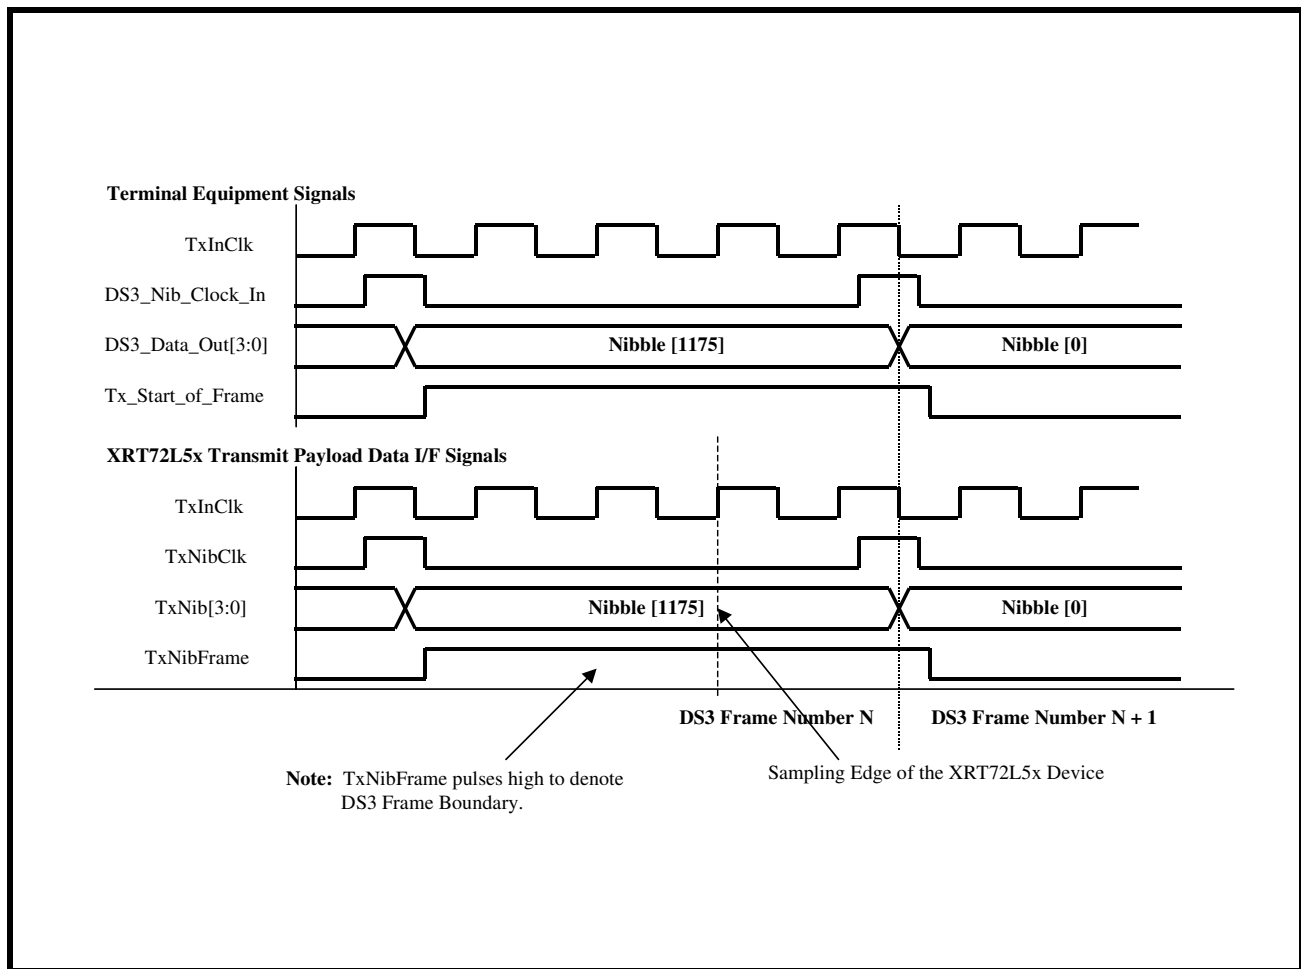 Terminal Equipment Signals
TxInClk
DS3_Nib_Clock_In
DS3_Data_Out[3:0]
Nibble [1175]
Nibble [0]
Tx_Start_of_Frame
XRT72L5x Transmit Payload Data I/F Signals
TxInClk
TxNibClk
TxNib[3:0]
Nibble [1175]
Nibble [0]
TxNibFrame
DS3 Frame Number N
DS3 Frame Number N + 1
Note: TxNibFrame pulses high to denote
DS3 Frame Boundary.
Sampling Edge of the XRT72L5x Device